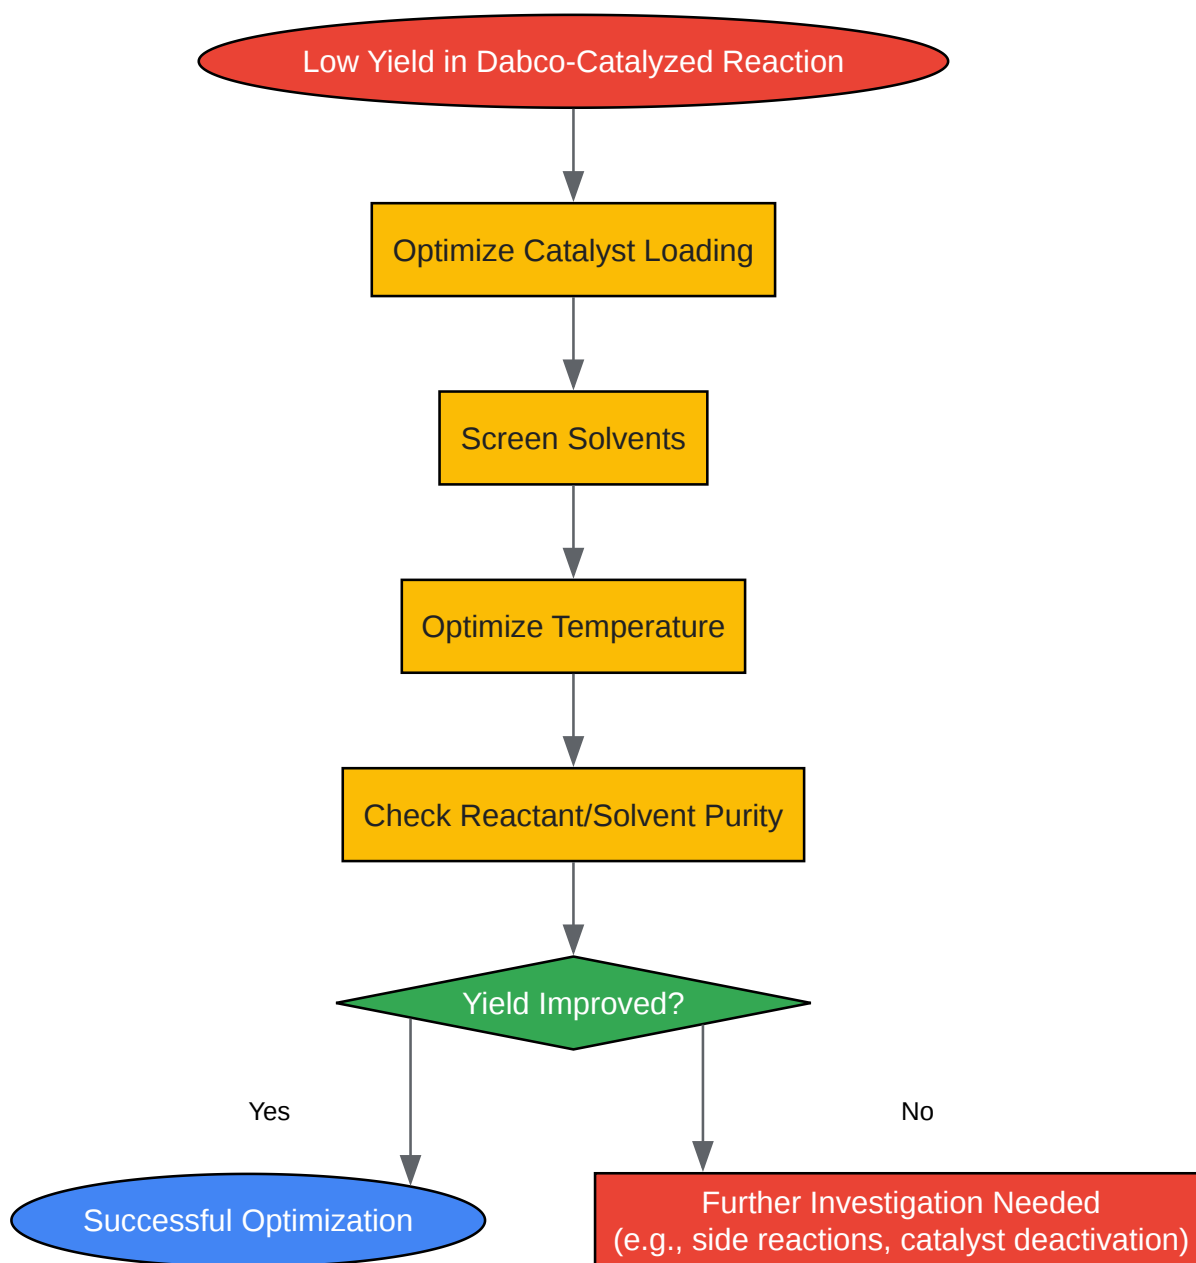 Low Yield in Dabco-Catalyzed Reaction
Optimize Catalyst Loading
Screen Solvents
Optimize Temperature
Check Reactant/Solvent Purity
Yield Improved?
Yes
No
Successful Optimization
Further Investigation Needed
(e.g., side reactions, catalyst deactivation)